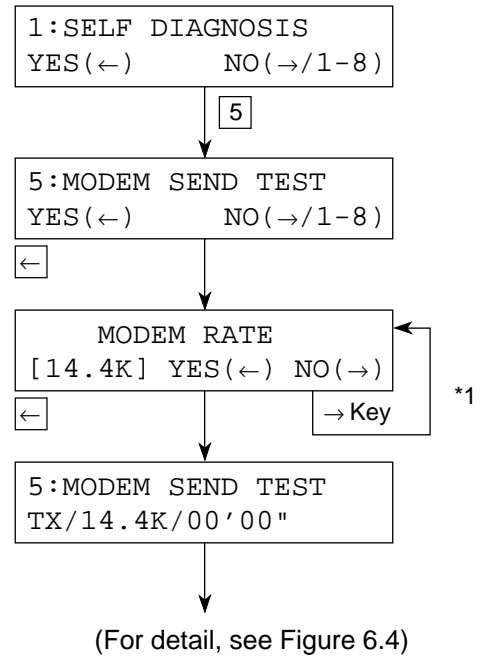 1:SELF DIAGNOSIS
YES(←) NO(→/1-8)
5
5:MODEM SEND TEST
YES(←) NO(→/1-8)
←
MODEM RATE
[14.4K] YES(←) NO(→)
*1
←
→ Key
5:MODEM SEND TEST
TX/14.4K/00'00"
(For detail, see Figure 6.4)